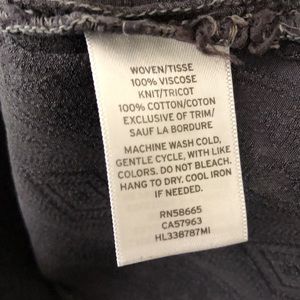 WOVEN/TISSE
100% VISCOSE
KNIT/TRICOT
100% COTTON/COTON
EXCLUSIVE OF TRIM/
SAUF LA BORDURE
MACHINE WASH COLD,
GENTLE CYCLE, WITH LIKE
COLORS. DO NOT BLEACH.
HANG TO DRY. COOL IRON
IF NEEDED.
RN58665
CA57963
HL338787MI